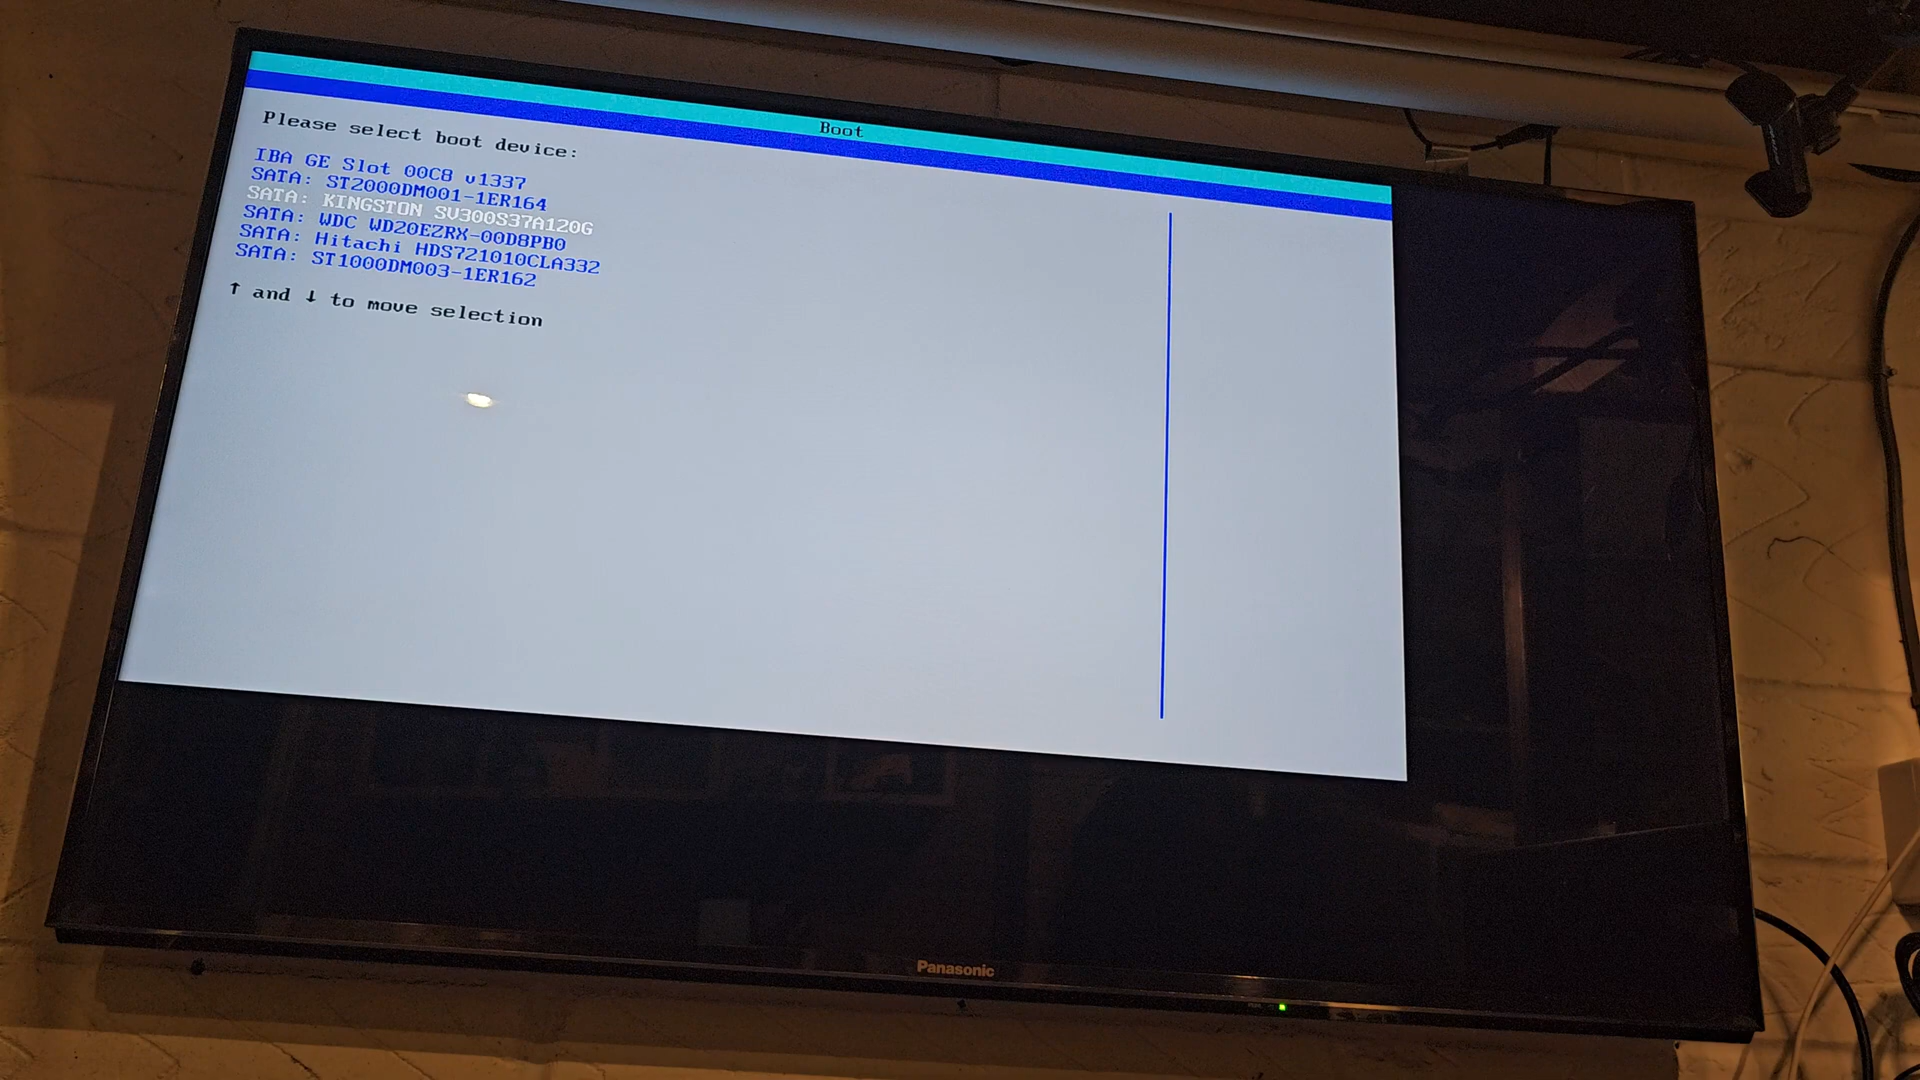 Boot
Please select boot device:
IBA GE Slot 00C8 v1337
SATA: ST2000DM001-1ER164
SATA: KINGSTON SV300S37A120G
SATA: WDC WD20EZRX-00D8PB0
SATA: Hitachi HDS721010CLA332
SATA: ST1000DM003-1ER162
↑ and ↓ to move selection
Panasonic